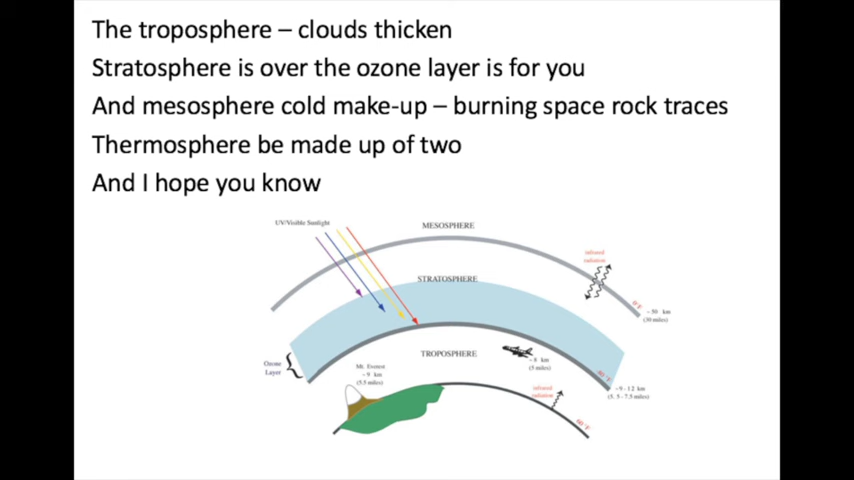 The troposphere – clouds thicken
Stratosphere is over the ozone layer is for you
And mesosphere cold make-up – burning space rock traces
Thermosphere be made up of two
And I hope you know
UV/Visible Sunlight
MESOSPHERE
infrared
radiation
STRATOSPHERE
0°F
~ 50 km
(30 miles)
Ozone
Layer
TROPOSPHERE
~ 8 km
(5 miles)
Mt. Everest
~ 9 km
(5.5 miles)
~ 9 - 12 km
(5.5 - 7.5 miles)
infrared
radiation
60°F